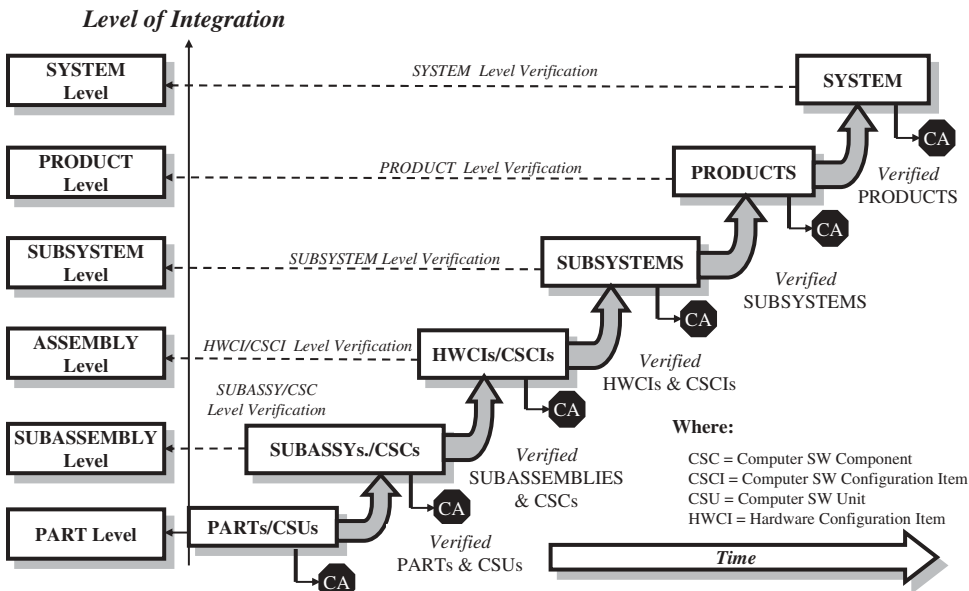 Level of Integration
SYSTEM
Level
SYSTEM Level Verification
SYSTEM
CA
PRODUCT
Level
PRODUCT Level Verification
PRODUCTS
Verified
PRODUCTS
CA
SUBSYSTEM
Level
SUBSYSTEM Level Verification
SUBSYSTEMS
Verified
SUBSYSTEMS
CA
ASSEMBLY
Level
HWCI/CSCI Level Verification
HWCIs/CSCIs
Verified
HWCIs & CSCIs
CA
SUBASSEMBLY
Level
SUBASSY/CSC
Level Verification
SUBASSYs./CSCs
Verified
SUBASSEMBLIES
& CSCs
CA
PART Level
PARTs/CSUs
Verified
PARTs & CSUs
CA
Where:
CSC = Computer SW Component
CSCI = Computer SW Configuration Item
CSU = Computer SW Unit
HWCI = Hardware Configuration Item
Time